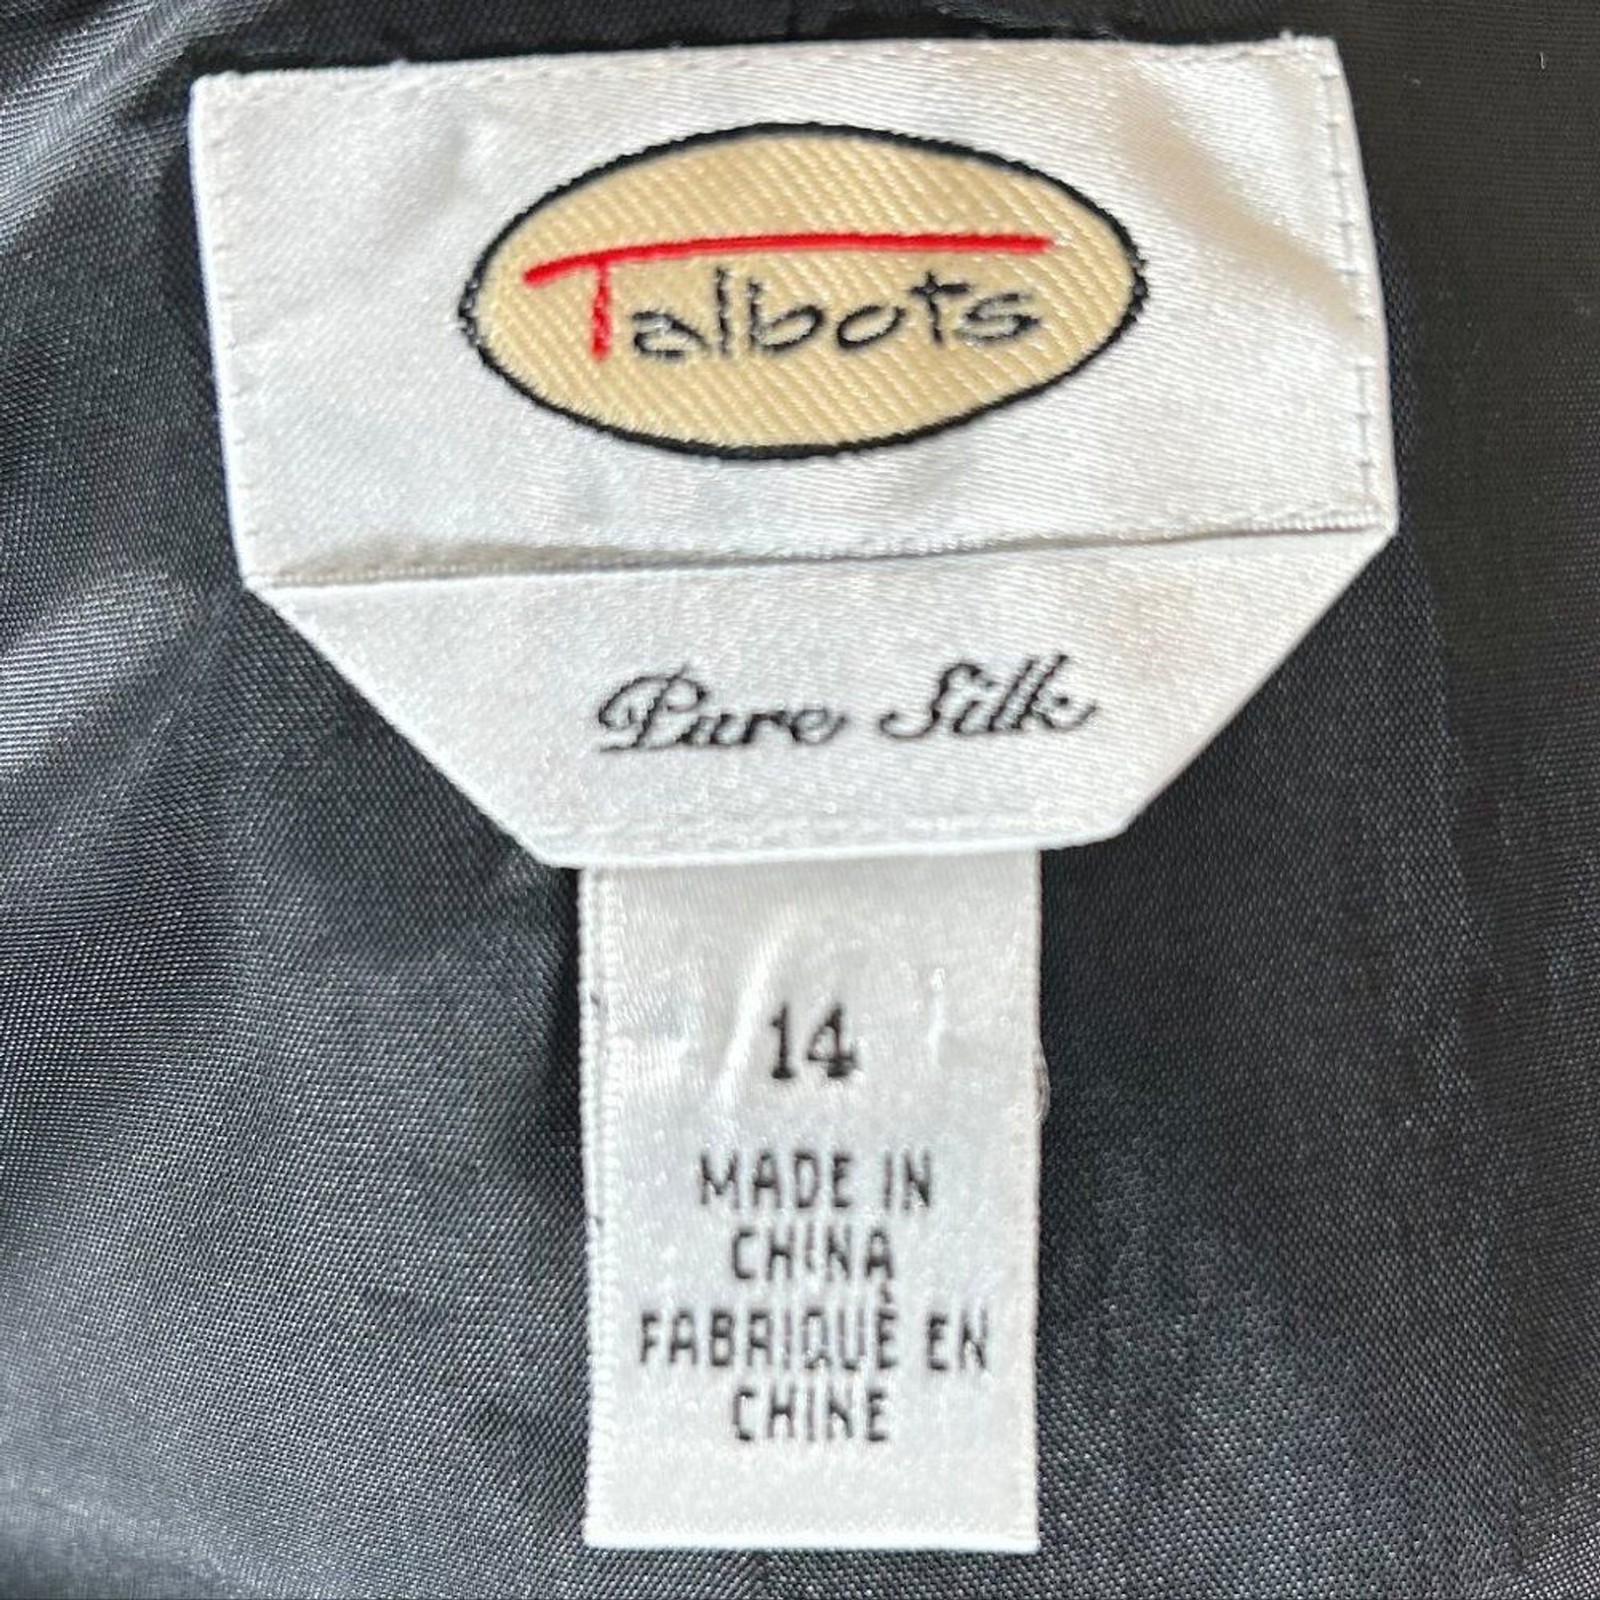 Talbots
Pure Silk
14
MADE IN
CHINA
FABRIQUÉ EN
CHINE